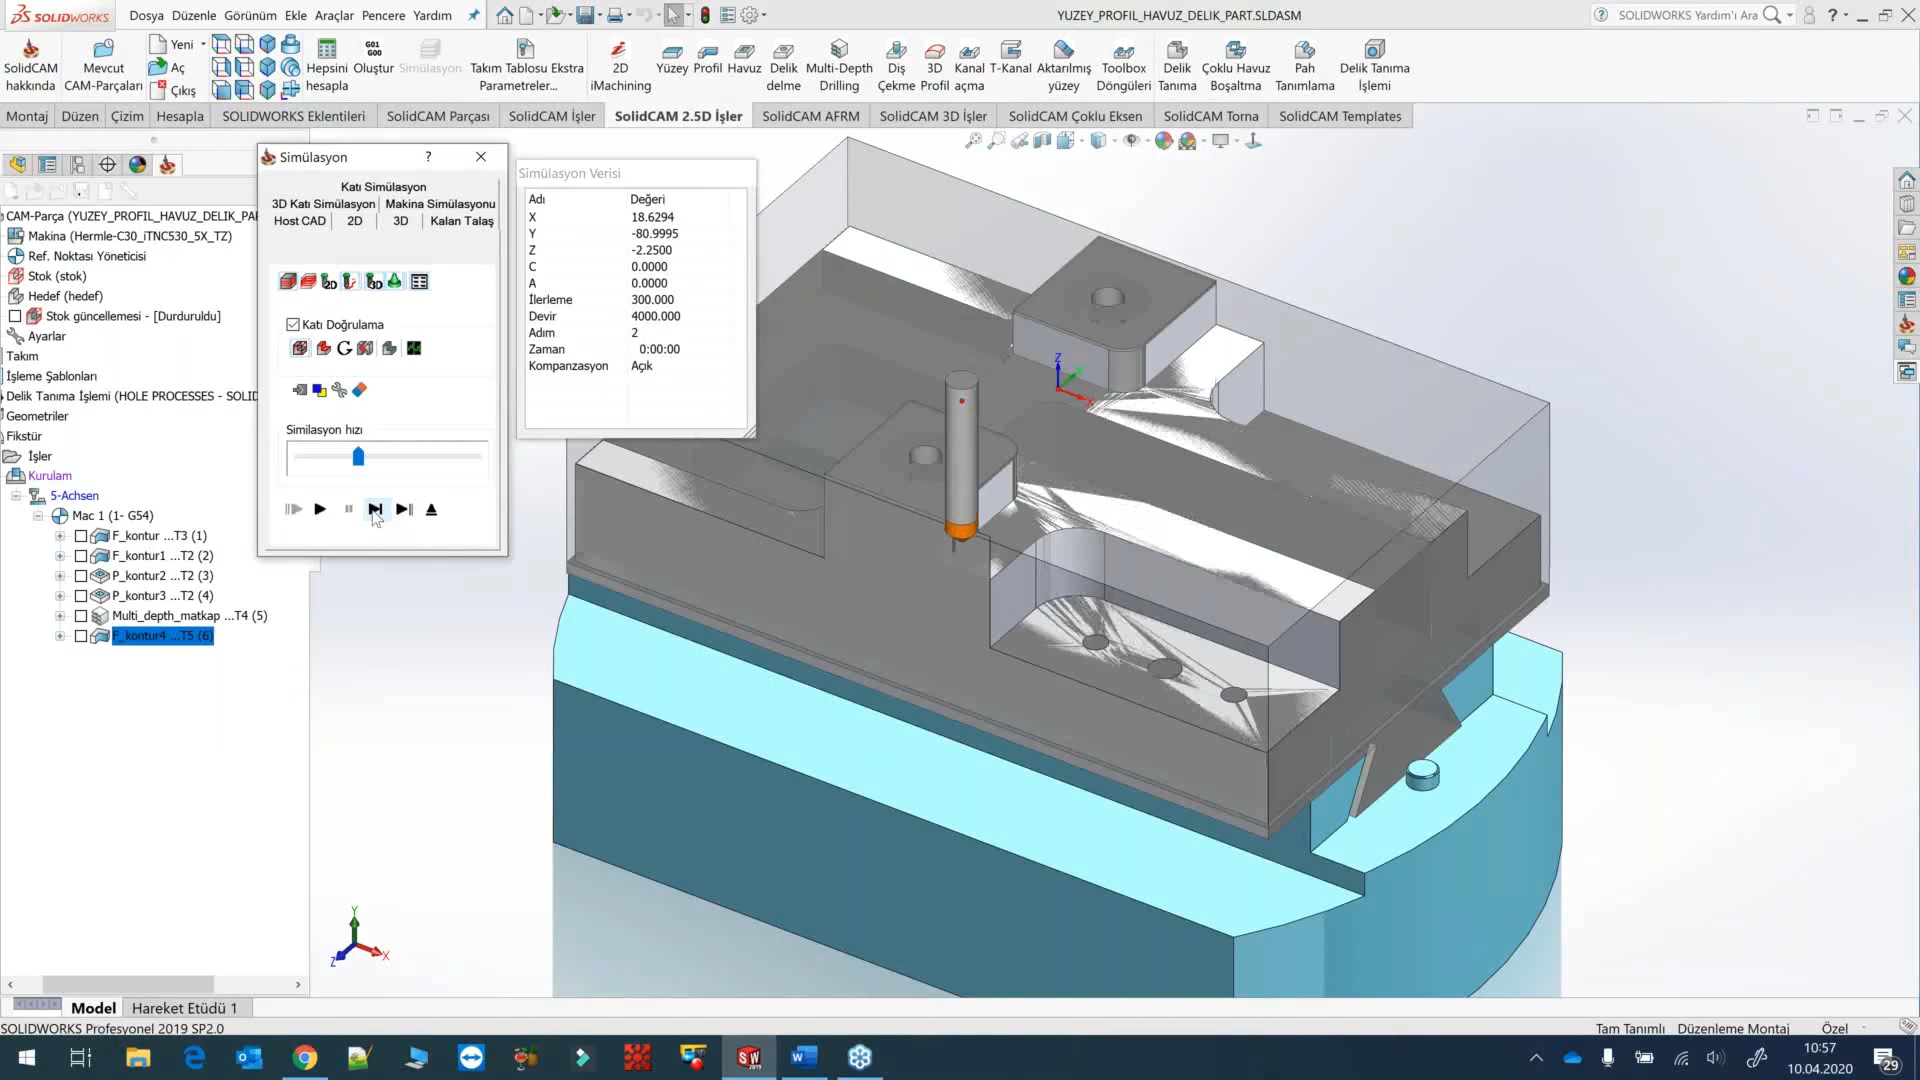 SOLIDWORKS
Dosya Düzenle Görünüm Ekle Araçlar Pencere Yardım
YUZEY_PROFIL_HAVUZ_DELIK_PART.SLDASM
SOLIDWORKS Yardım'ı Ara
SolidCAM hakkında
Mevcut CAM-Parçaları
Yeni
Aç
Çıkış
Hepsini hesapla
G01 G00
Oluştur
Simülasyon
Takım Tablosu Ekstra Parametreler...
2D iMachining
Yüzey
Profil
Havuz
Delik delme
Multi-Depth Drilling
Diş Çekme
3D Profil
Kanal açma
T-Kanal
Aktarılmış yüzey
Toolbox Döngüleri
Delik Tanıma
Çoklu Havuz Boşaltma
Pah Tanımlama
Delik Tanıma İşlemi
Montaj Düzen Çizim Hesapla SOLIDWORKS Eklentileri SolidCAM Parçası SolidCAM İşler SolidCAM 2.5D İşler SolidCAM AFRM SolidCAM 3D İşler SolidCAM Çoklu Eksen SolidCAM Torna SolidCAM Templates
CAM-Parça (YUZEY_PROFIL_HAVUZ_DELIK_PA
Makina (Hermle-C30_iTNC530_5X_TZ)
Ref. Noktası Yöneticisi
Stok (stok)
Hedef (hedef)
Stok güncellemesi - [Durduruldu]
Ayarlar
Takım
İşleme Şablonları
Delik Tanıma İşlemi (HOLE PROCESSES - SOLID
Geometriler
Fikstür
İşler
Kurulam
5-Achsen
Mac 1 (1- G54)
F_kontur ...T3 (1)
F_kontur1 ...T2 (2)
P_kontur2 ...T2 (3)
P_kontur3 ...T2 (4)
Multi_depth_matkap ...T4 (5)
F_kontur4 ...T5 (6)
Simülasyon ?
Katı Simülasyon
3D Katı Simülasyon Makina Simülasyonu
Host CAD 2D 3D Kalan Talaş
2D
3D
Katı Doğrulama
Similasyon hızı
Simülasyon Verisi
Adı Değeri
X 18.6294
Y -80.9995
Z -2.2500
C 0.0000
A 0.0000
İlerleme 300.000
Devir 4000.000
Adım 2
Zaman 0:00:00
Kompanzasyon Açık
Z
X
Y
Z
X
Model Hareket Etüdü 1
SOLIDWORKS Profesyonel 2019 SP2.0
Tam Tanımlı Düzenleme Montaj Özel
SW 2019
10:57
10.04.2020
29